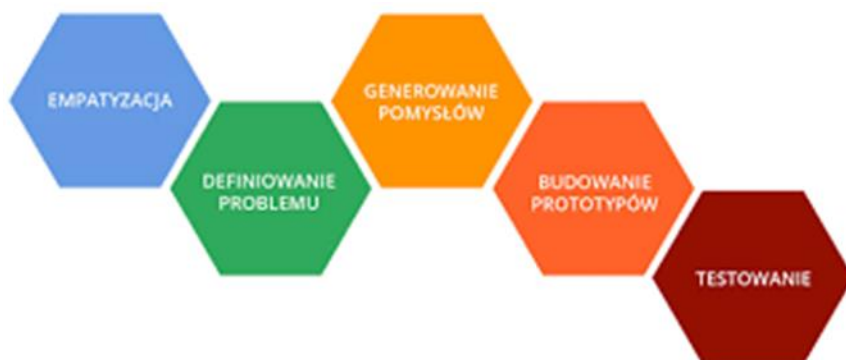 EMPATYZACJA
DEFINIOWANIE
PROBLEMU
GENEROWANIE
POMYSŁÓW
BUDOWANIE
PROTOTYPÓW
TESTOWANIE